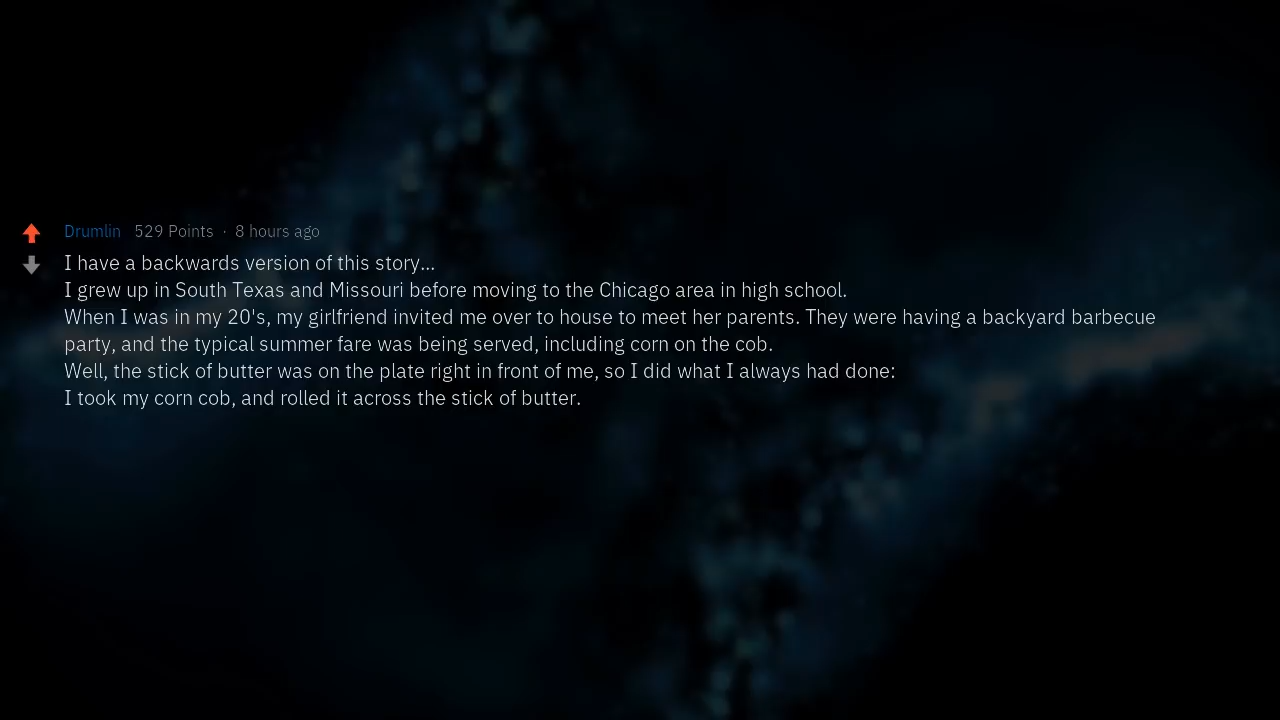 Drumlin 529 Points · 8 hours ago
I have a backwards version of this story...
I grew up in South Texas and Missouri before moving to the Chicago area in high school.
When I was in my 20's, my girlfriend invited me over to house to meet her parents. They were having a backyard barbecue
party, and the typical summer fare was being served, including corn on the cob.
Well, the stick of butter was on the plate right in front of me, so I did what I always had done:
I took my corn cob, and rolled it across the stick of butter.